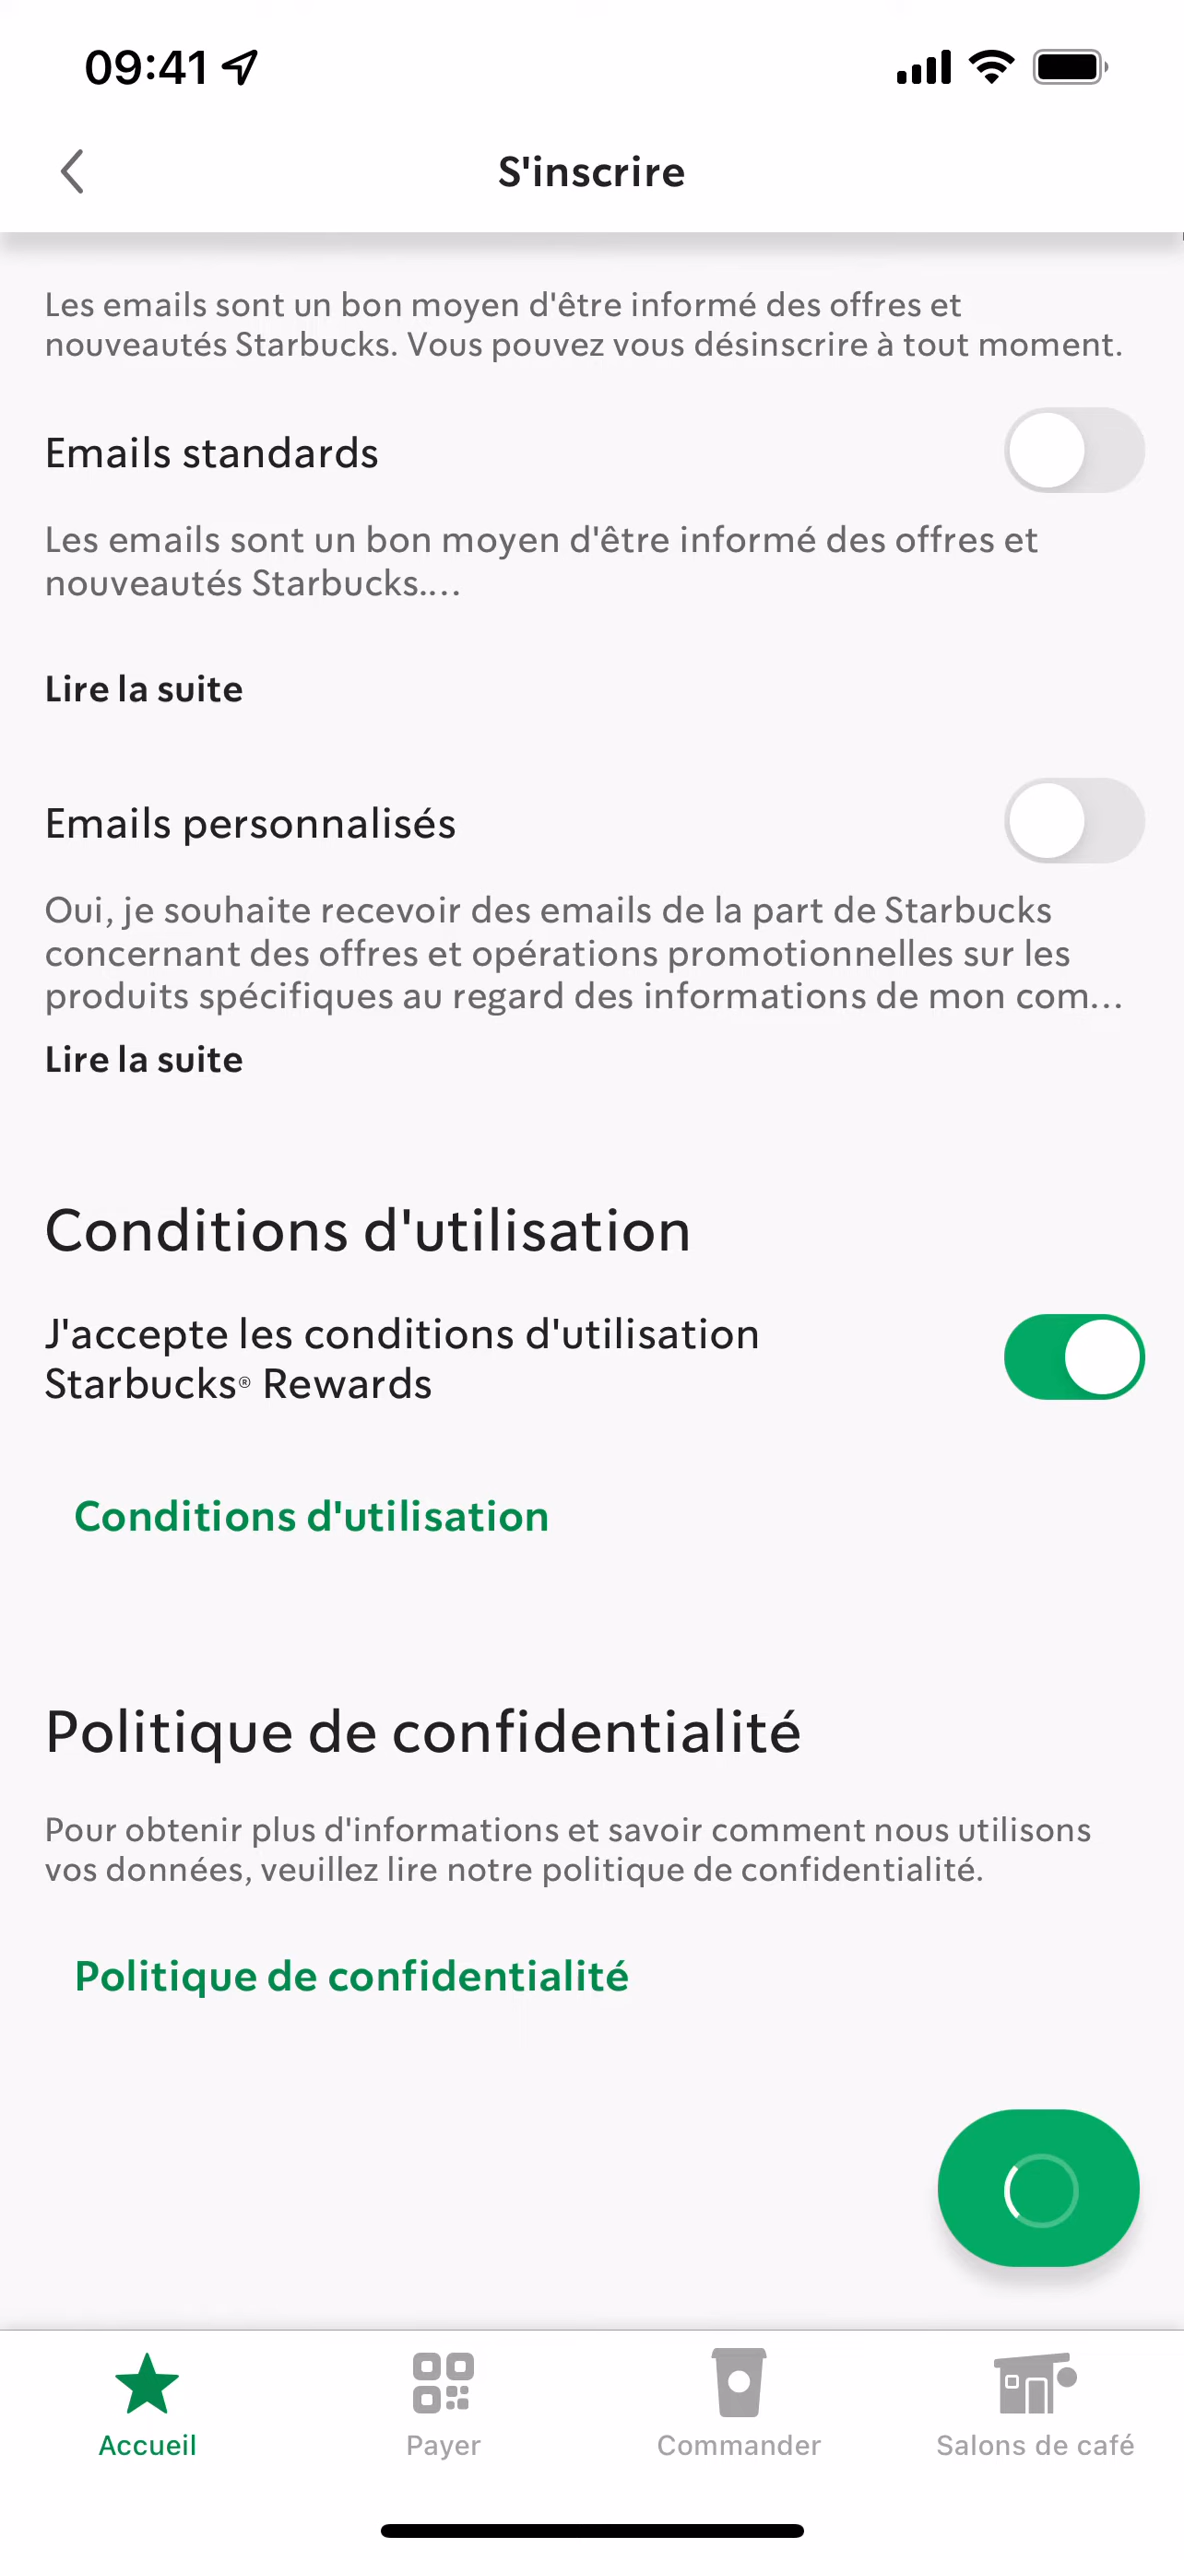 09:41
S'inscrire
Les emails sont un bon moyen d'être informé des offres et
nouveautés Starbucks. Vous pouvez vous désinscrire à tout moment.
Emails standards
Les emails sont un bon moyen d'être informé des offres et
nouveautés Starbucks....
Lire la suite
Emails personnalisés
Oui, je souhaite recevoir des emails de la part de Starbucks
concernant des offres et opérations promotionnelles sur les
produits spécifiques au regard des informations de mon com...
Lire la suite
Conditions d'utilisation
J'accepte les conditions d'utilisation
Starbucks® Rewards
Conditions d'utilisation
Politique de confidentialité
Pour obtenir plus d'informations et savoir comment nous utilisons
vos données, veuillez lire notre politique de confidentialité.
Politique de confidentialité
Accueil
Payer
Commander
Salons de café